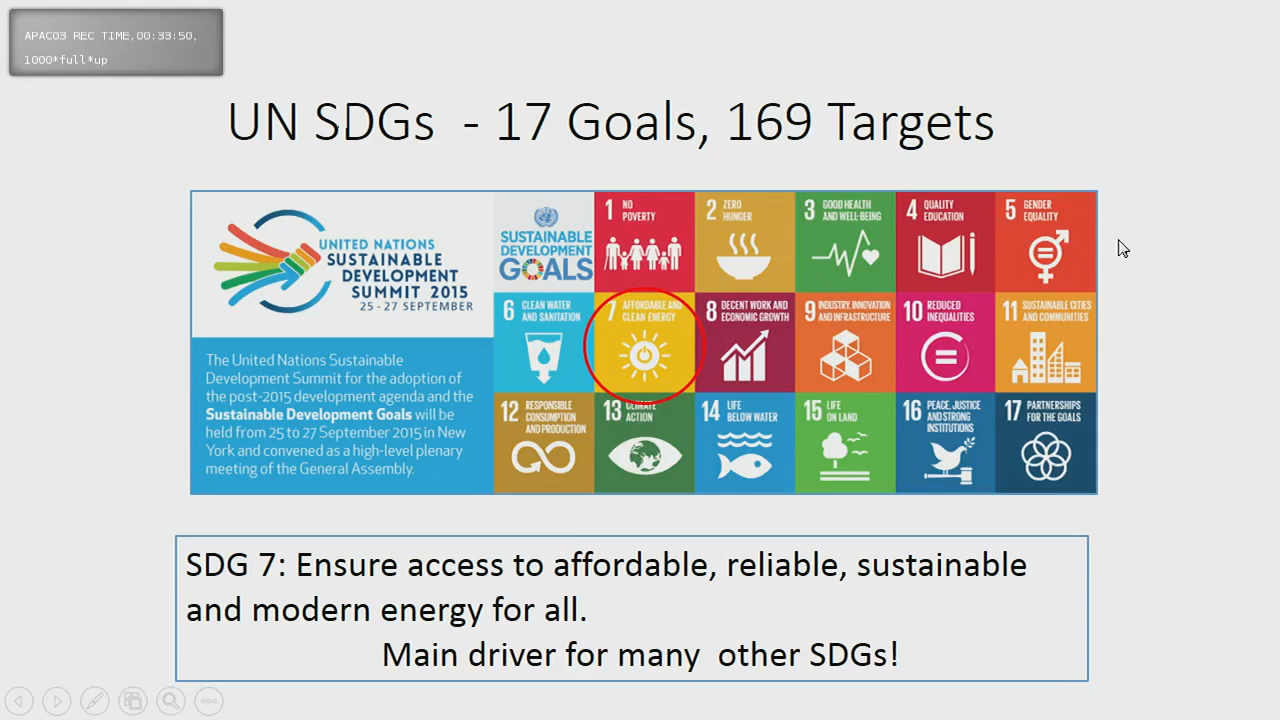 APAC03 REC TIME,00:33:50,
1000*full*up
UN SDGs - 17 Goals, 169 Targets
UNITED NATIONS
SUSTAINABLE
DEVELOPMENT
SUMMIT 2015
25 - 27 SEPTEMBER
The United Nations Sustainable
Development Summit for the adoption of
the post-2015 development agenda and the
Sustainable Development Goals will be
held from 25 to 27 September 2015 in New
York and convened as a high-level plenary
meeting of the General Assembly.
SUSTAINABLE
DEVELOPMENT
GOALS
1 NO
POVERTY
2 ZERO
HUNGER
3 GOOD HEALTH
AND WELL-BEING
4 QUALITY
EDUCATION
5 GENDER
EQUALITY
6 CLEAN WATER
AND SANITATION
7 AFFORDABLE AND
CLEAN ENERGY
8 DECENT WORK AND
ECONOMIC GROWTH
9 INDUSTRY, INNOVATION
AND INFRASTRUCTURE
10 REDUCED
INEQUALITIES
11 SUSTAINABLE CITIES
AND COMMUNITIES
12 RESPONSIBLE
CONSUMPTION
AND PRODUCTION
13 CLIMATE
ACTION
14 LIFE
BELOW WATER
15 LIFE
ON LAND
16 PEACE, JUSTICE
AND STRONG
INSTITUTIONS
17 PARTNERSHIPS
FOR THE GOALS
SDG 7: Ensure access to affordable, reliable, sustainable
and modern energy for all.
Main driver for many other SDGs!